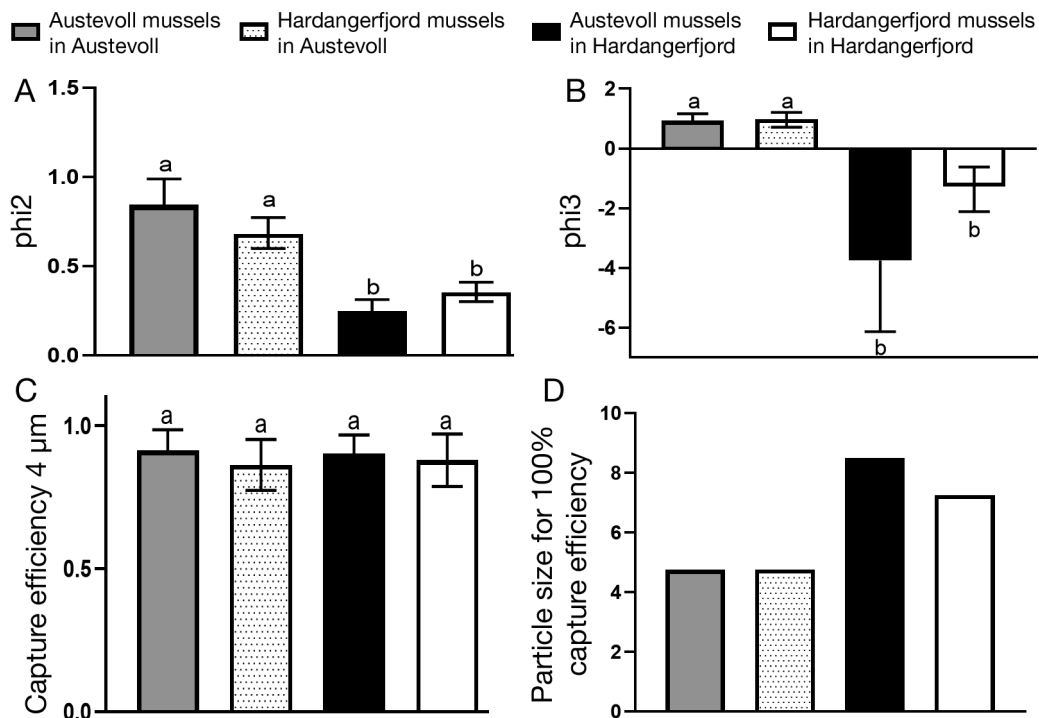 Austevoll mussels
in Austevoll
Hardangerfjord mussels
in Austevoll
Austevoll mussels
in Hardangerfjord
Hardangerfjord mussels
in Hardangerfjord
A
1.5
1.0
0.5
0.0
phi2
a
a
b
b
B
2
0
-2
-4
-6
phi3
a
a
b
b
C
1.0
0.5
0.0
Capture efficiency 4 µm
a
a
a
a
D
10
8
6
4
2
0
Particle size for 100%
capture efficiency